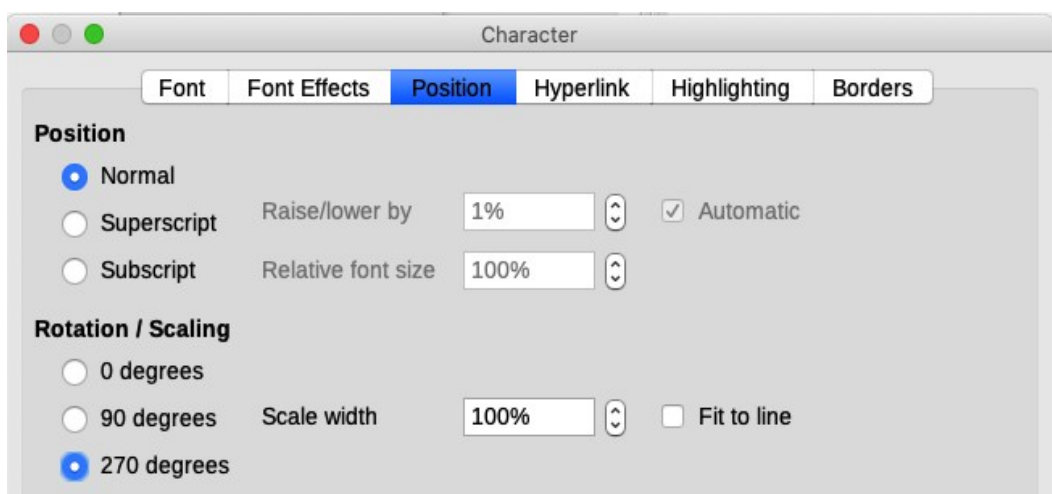 Character
Font Font Effects Position Hyperlink Highlighting Borders
Position
Normal
Superscript Raise/lower by 1% Automatic
Subscript Relative font size 100%
Rotation / Scaling
0 degrees
90 degrees Scale width 100% Fit to line
270 degrees